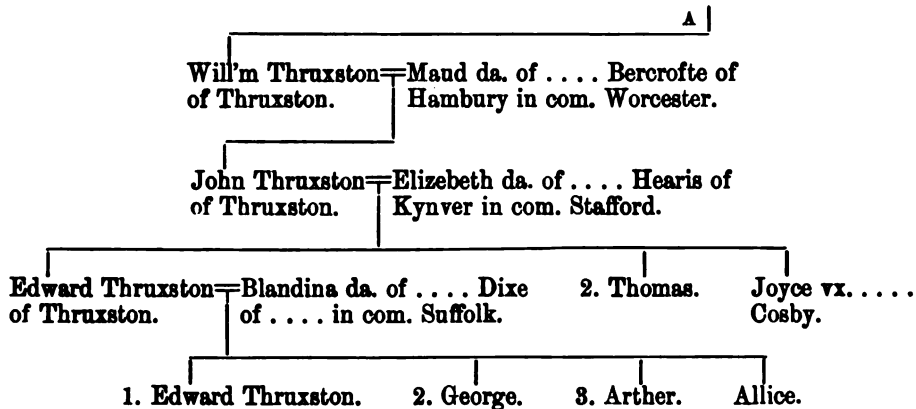 A
Will'm Thruxston Maud da. of . . . . Bercrofte of
of Thruxston. Hambury in com. Worcester.
John Thruxston Elizebeth da. of . . . . Hearis of
of Thruxston. Kynver in com. Stafford.
Edward Thruxston Blandina da. of . . . . Dixe 2. Thomas. Joyce vx. . . . .
of Thruxston. of . . . . in com. Suffolk. Cosby.
1. Edward Thruxston. 2. George. 3. Arther. Allice.